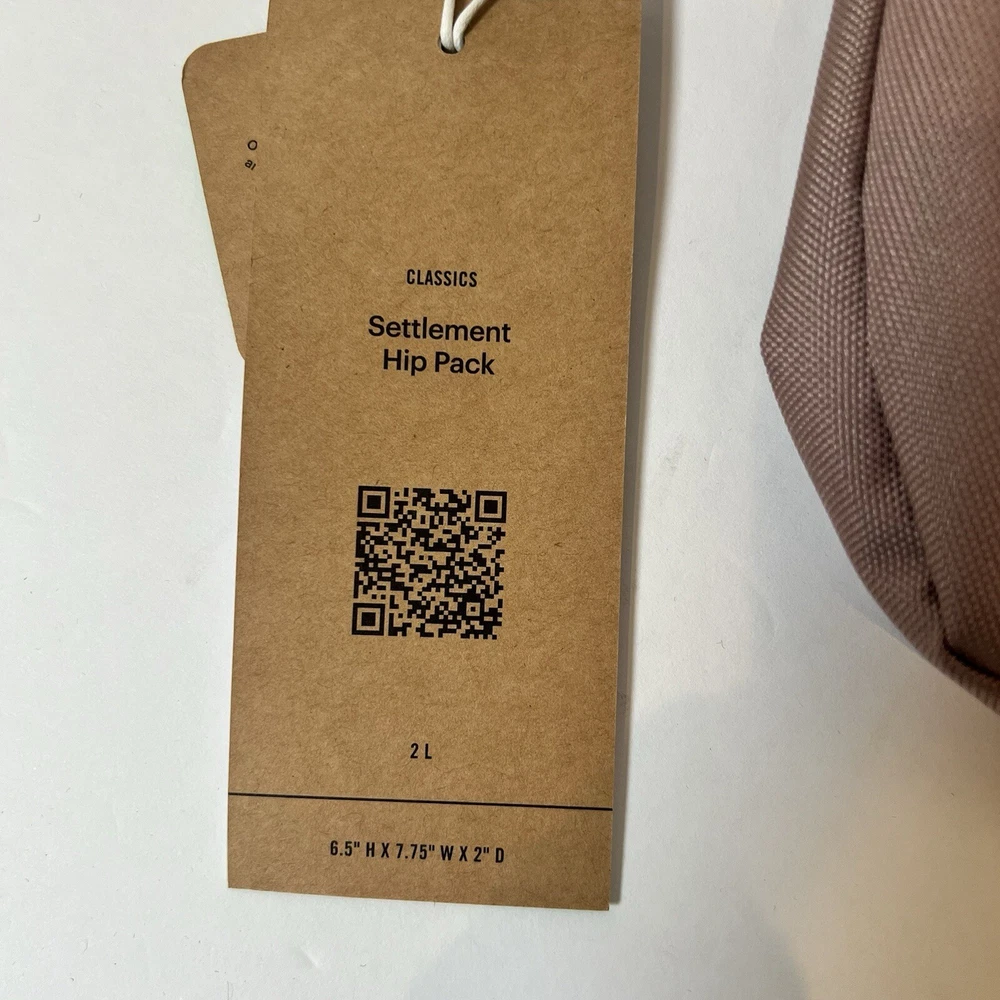 CLASSICS
Settlement
Hip Pack
2 L
6.5" H X 7.75" W X 2" D